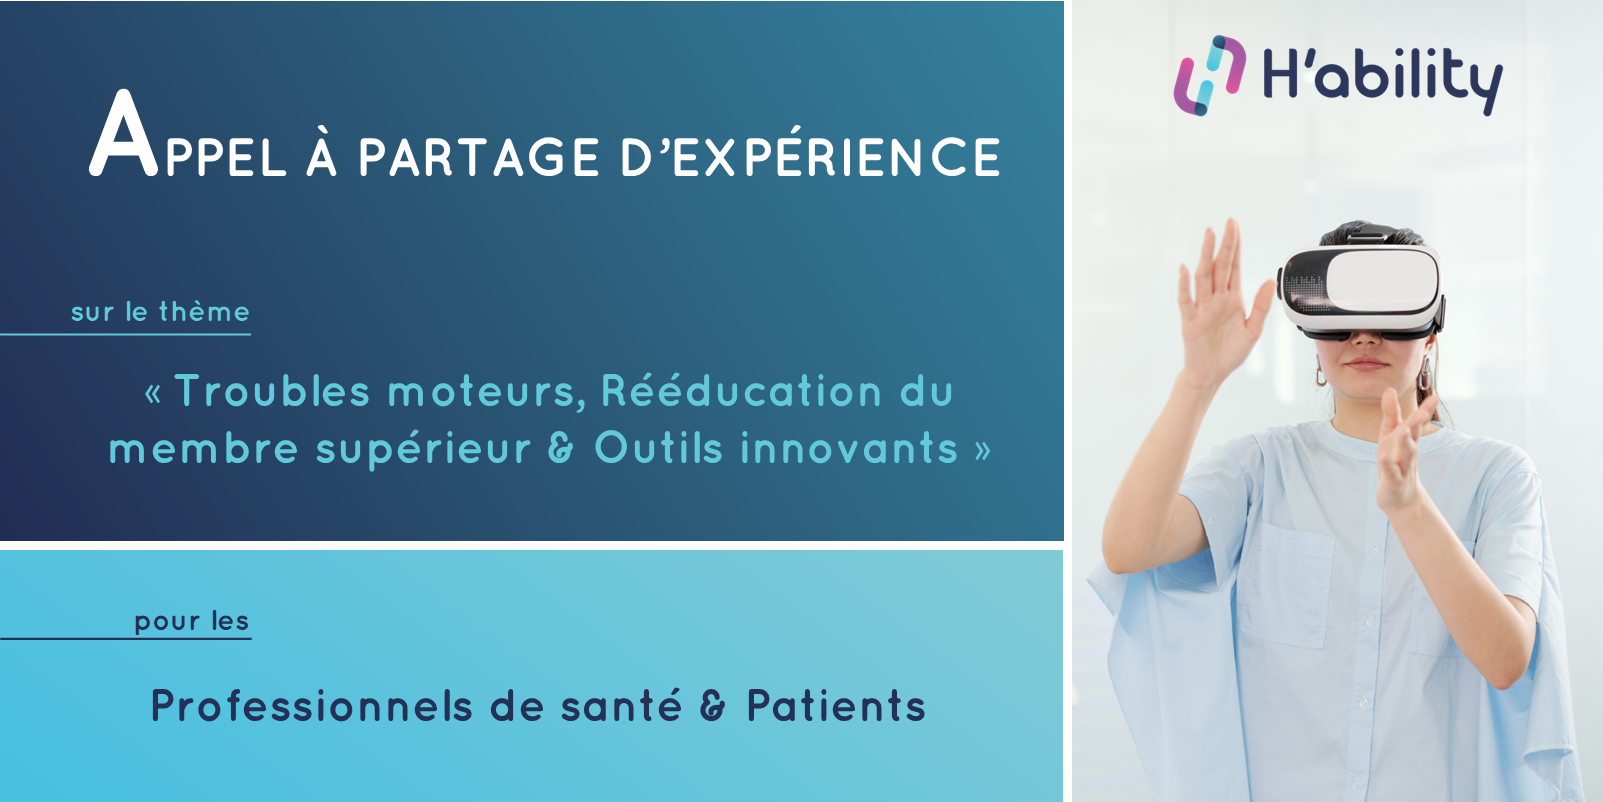 APPEL À PARTAGE D'EXPÉRIENCE
sur le thème
« Troubles moteurs, Rééducation du
membre supérieur & Outils innovants »
pour les
Professionnels de santé & Patients
H'ability